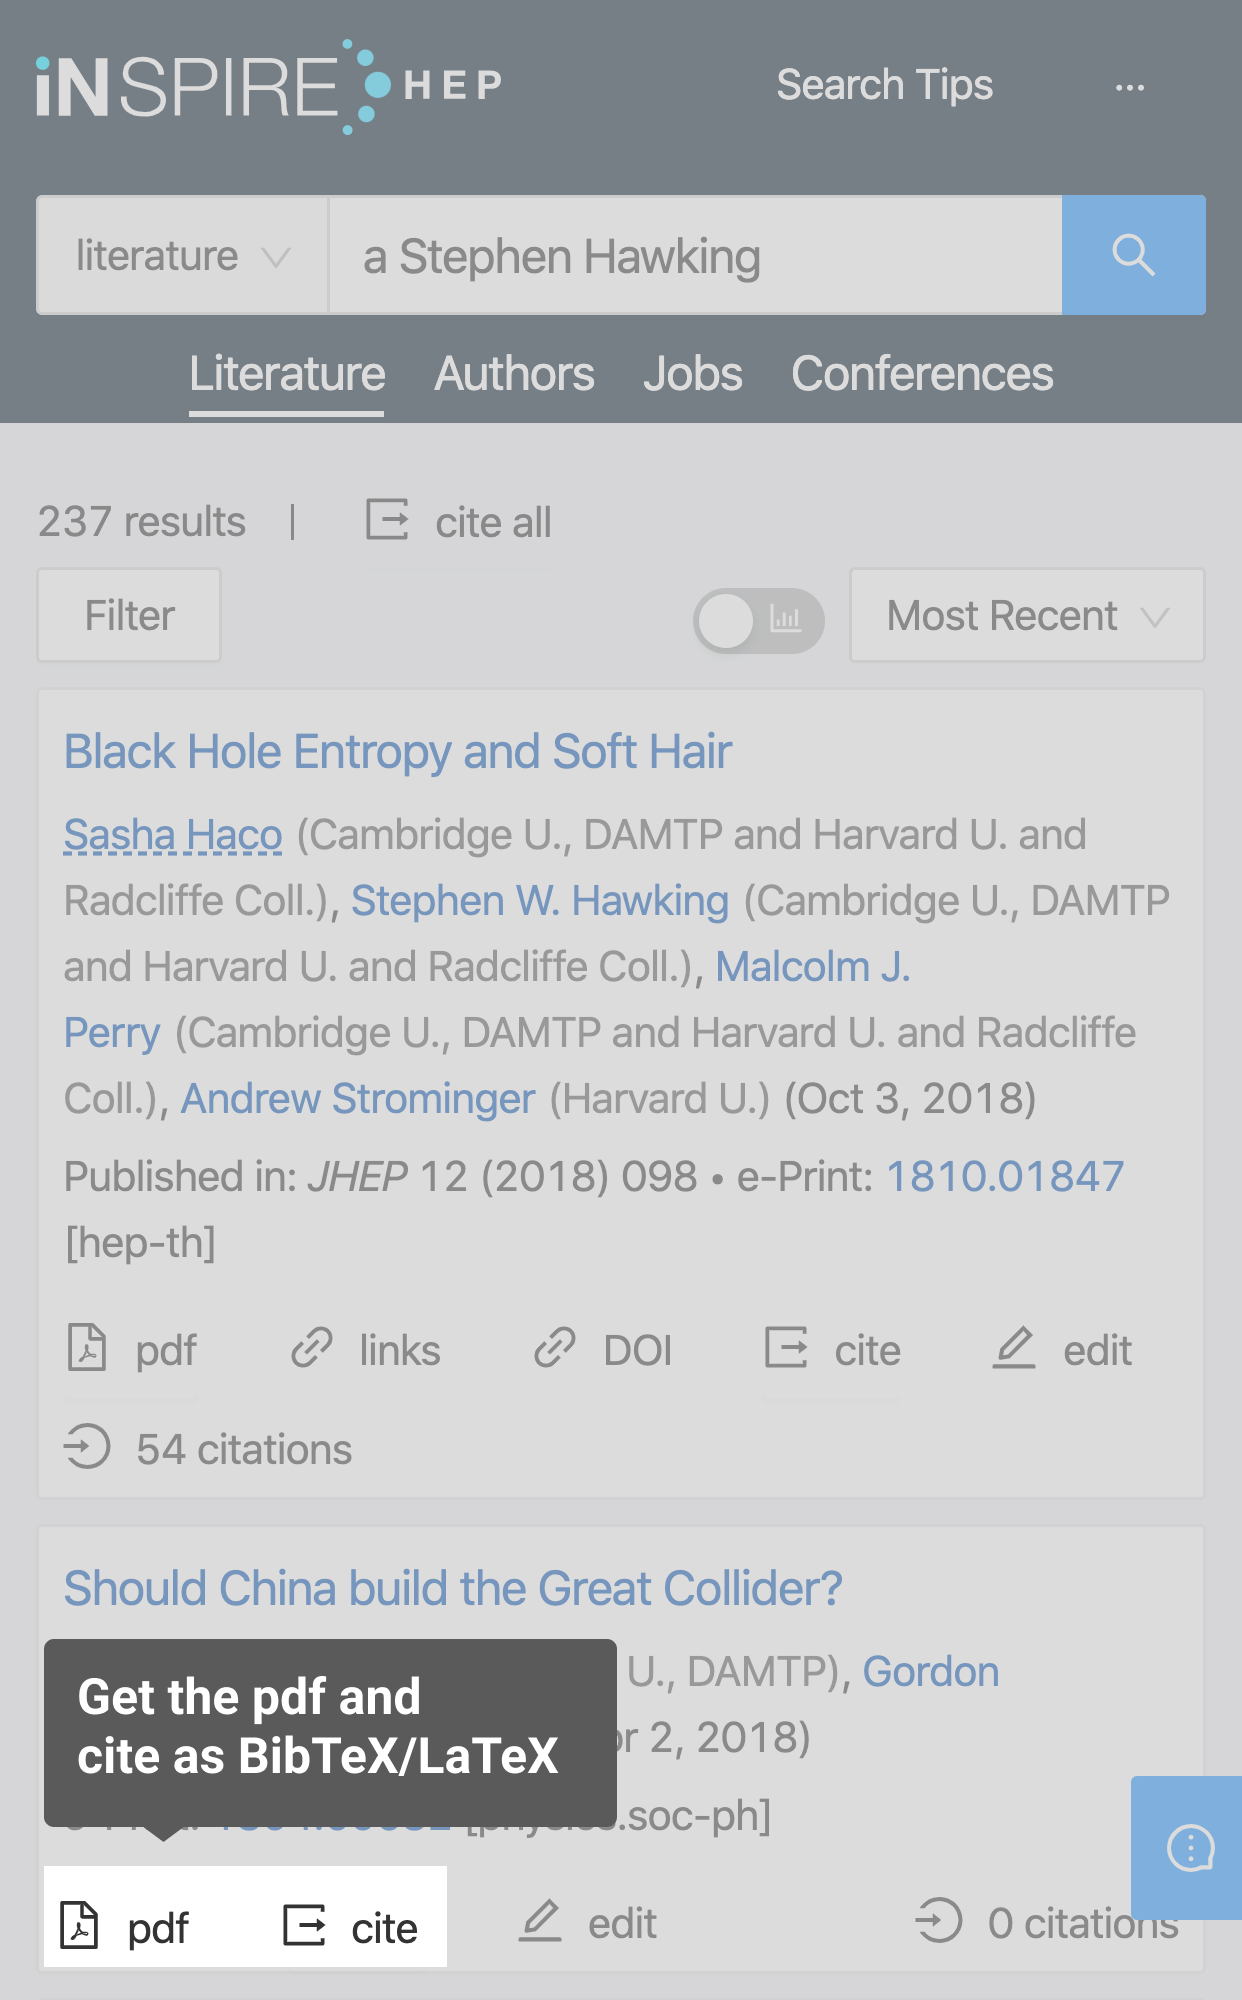 iNSPIRE HEP
Search Tips ...
literature a Stephen Hawking
Literature Authors Jobs Conferences
237 results | cite all
Filter Most Recent
Black Hole Entropy and Soft Hair
Sasha Haco (Cambridge U., DAMTP and Harvard U. and
Radcliffe Coll.), Stephen W. Hawking (Cambridge U., DAMTP
and Harvard U. and Radcliffe Coll.), Malcolm J.
Perry (Cambridge U., DAMTP and Harvard U. and Radcliffe
Coll.), Andrew Strominger (Harvard U.) (Oct 3, 2018)
Published in: JHEP 12 (2018) 098 • e-Print: 1810.01847
[hep-th]
pdf links DOI cite edit
54 citations
Should China build the Great Collider?
U., DAMTP), Gordon
2, 2018)
Get the pdf and
cite as BibTeX/LaTeX
pdf cite edit 0 citations